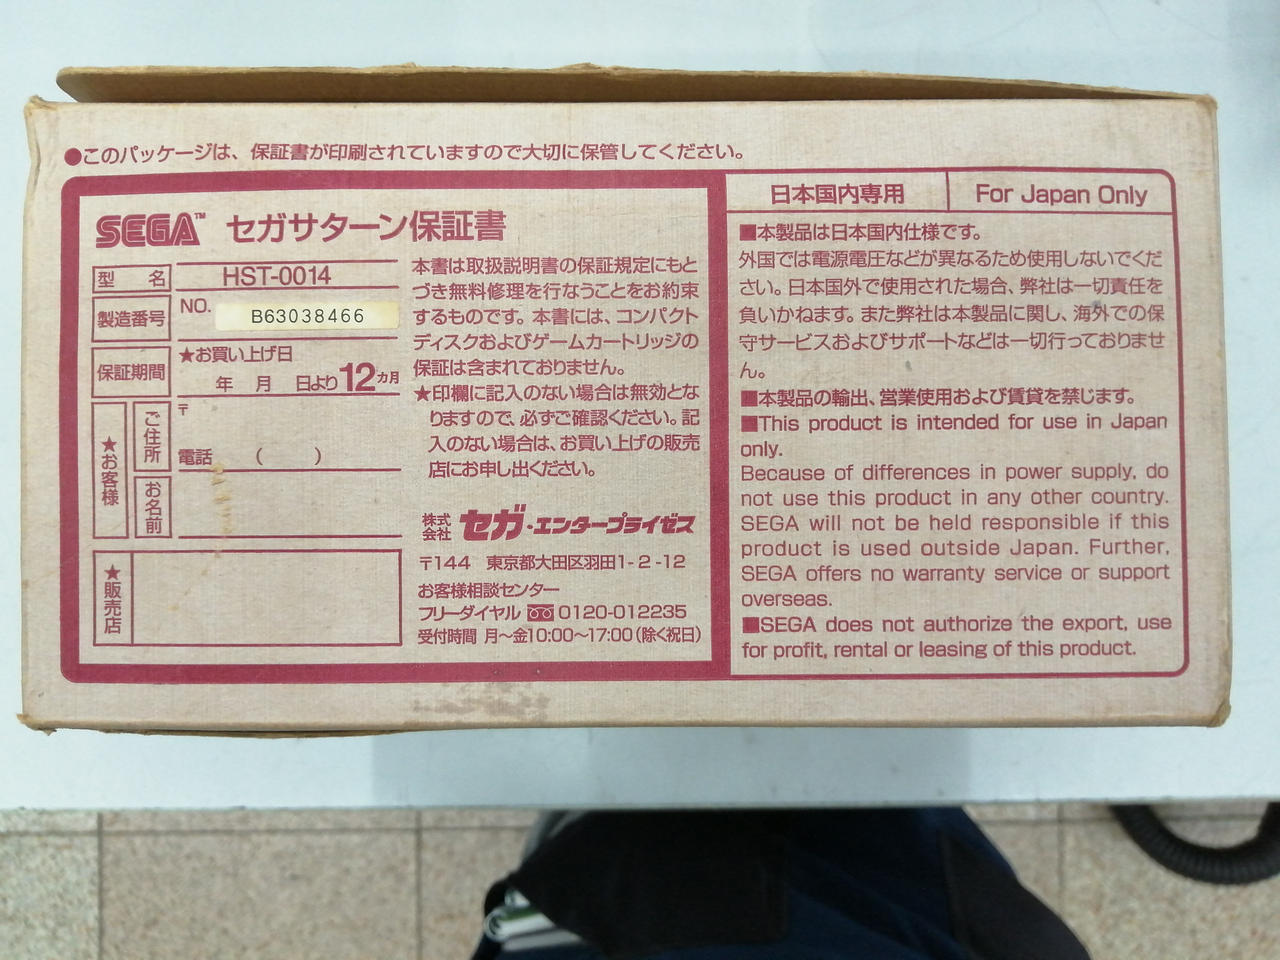 ●このパッケージは、保証書が印刷されていますので大切に保管してください。
SEGA™ セガサターン保証書
型 名 HST-0014
製造番号 NO. B63038466
保証期間 ★お買い上げ日
年 月 日より12カ月
★お客様
ご住所 〒
電話 ( )
お名前
★販売店
本書は取扱説明書の保証規定にもと
づき無料修理を行なうことをお約束
するものです。本書には、コンパクト
ディスクおよびゲームカートリッジの
保証は含まれておりません。
★印欄に記入のない場合は無効とな
りますので、必ずご確認ください。記
入のない場合は、お買い上げの販売
店にお申し出ください。
株式会社 セガ・エンタープライゼス
〒144 東京都大田区羽田1-2-12
お客様相談センター
フリーダイヤル 0120-012235
受付時間 月〜金10:00〜17:00(除く祝日)
日本国内専用 For Japan Only
■本製品は日本国内仕様です。
外国では電源電圧などが異なるため使用しないでくだ
さい。日本国外で使用された場合、弊社は一切責任を
負いかねます。また弊社は本製品に関し、海外での保
守サービスおよびサポートなどは一切行っておりませ
ん。
■本製品の輸出、営業使用および賃貸を禁じます。
■This product is intended for use in Japan
only.
Because of differences in power supply, do
not use this product in any other country.
SEGA will not be held responsible if this
product is used outside Japan. Further,
SEGA offers no warranty service or support
overseas.
■SEGA does not authorize the export, use
for profit, rental or leasing of this product.